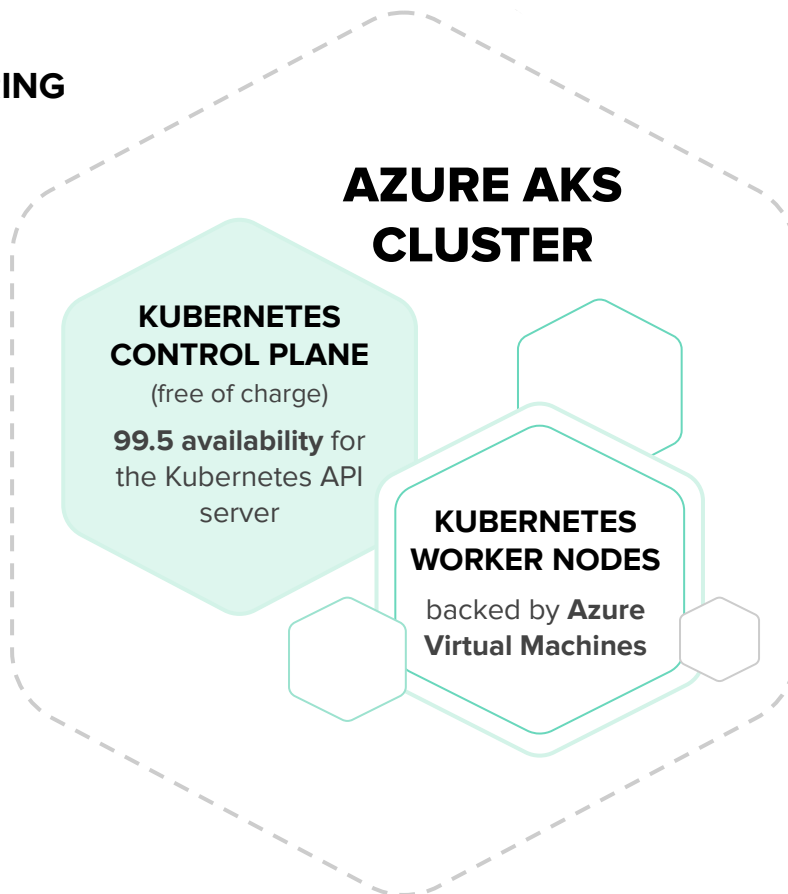 ING
AZURE AKS
CLUSTER
KUBERNETES
CONTROL PLANE
(free of charge)
99.5 availability for
the Kubernetes API
server
KUBERNETES
WORKER NODES
backed by Azure
Virtual Machines